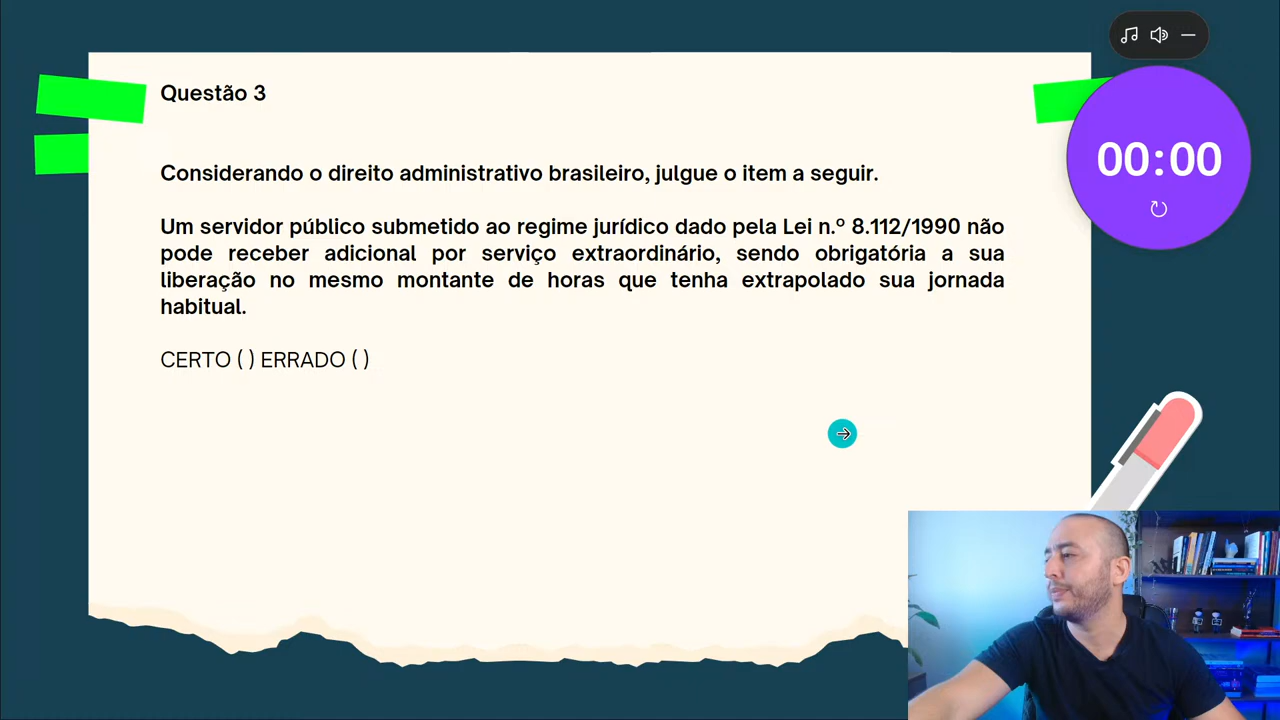 Questão 3
00:00
Considerando o direito administrativo brasileiro, julgue o item a seguir.
Um servidor público submetido ao regime jurídico dado pela Lei n.º 8.112/1990 não
pode receber adicional por serviço extraordinário, sendo obrigatória a sua
liberação no mesmo montante de horas que tenha extrapolado sua jornada
habitual.
CERTO ( ) ERRADO ( )